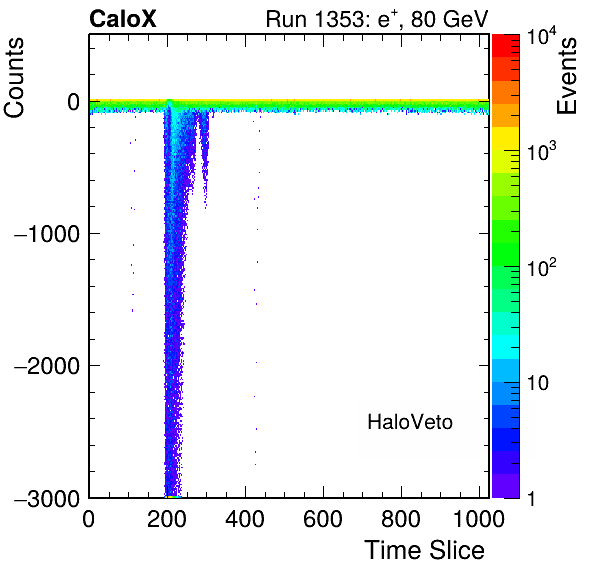 CaloX Run 1353: e⁺, 80 GeV
Counts
Events
0
−1000
−2000
−3000
0 200 400 600 800 1000
Time Slice
HaloVeto
10⁴
10³
10²
10
1